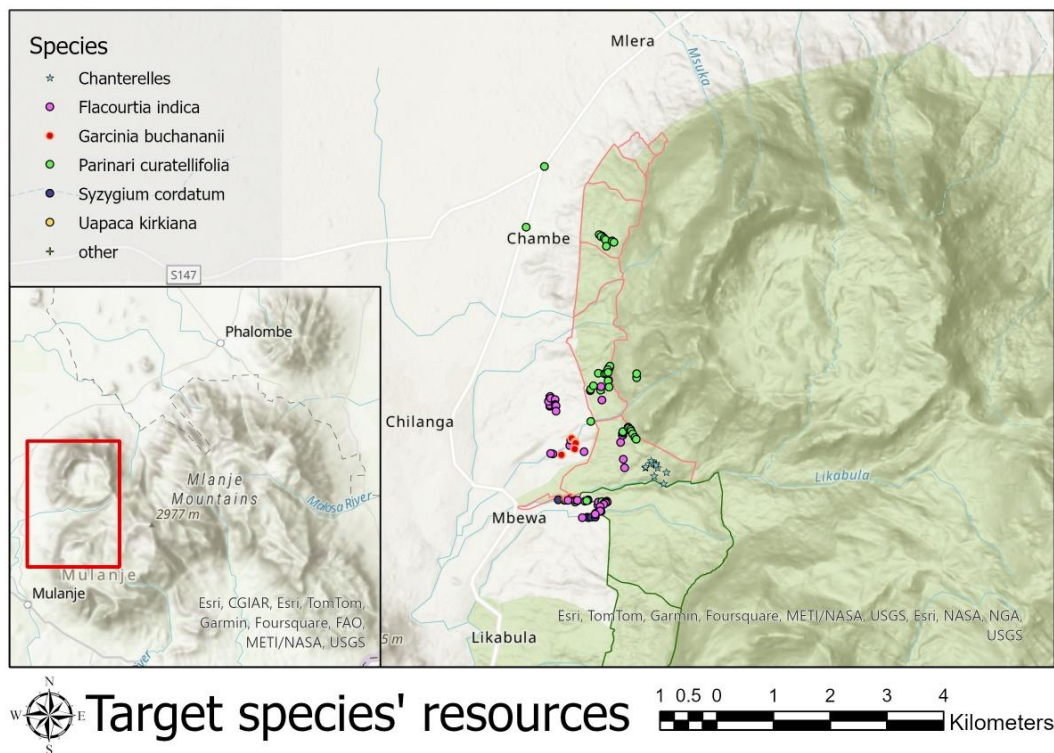 Species
Chanterelles
Flacourtia indica
Garcinia buchananii
Parinari curatellifolia
Syzygium cordatum
Uapaca kirkiana
other
Mlera
Msuka
Chambe
S147
Chilanga
Likabula
Mbewa
Likabula
Esri, TomTom, Garmin, Foursquare, METI/NASA, USGS, Esri, NASA, NGA,
USGS
Phalombe
Mlanje
Mountains
2977 m
Malosa River
Mulanje
Mulanje
Esri, CGIAR, Esri, TomTom,
Garmin, Foursquare, FAO,
METI/NASA, USGS
5 m
N
W
E
S
Target species' resources
1 0.5 0 1 2 3 4
Kilometers